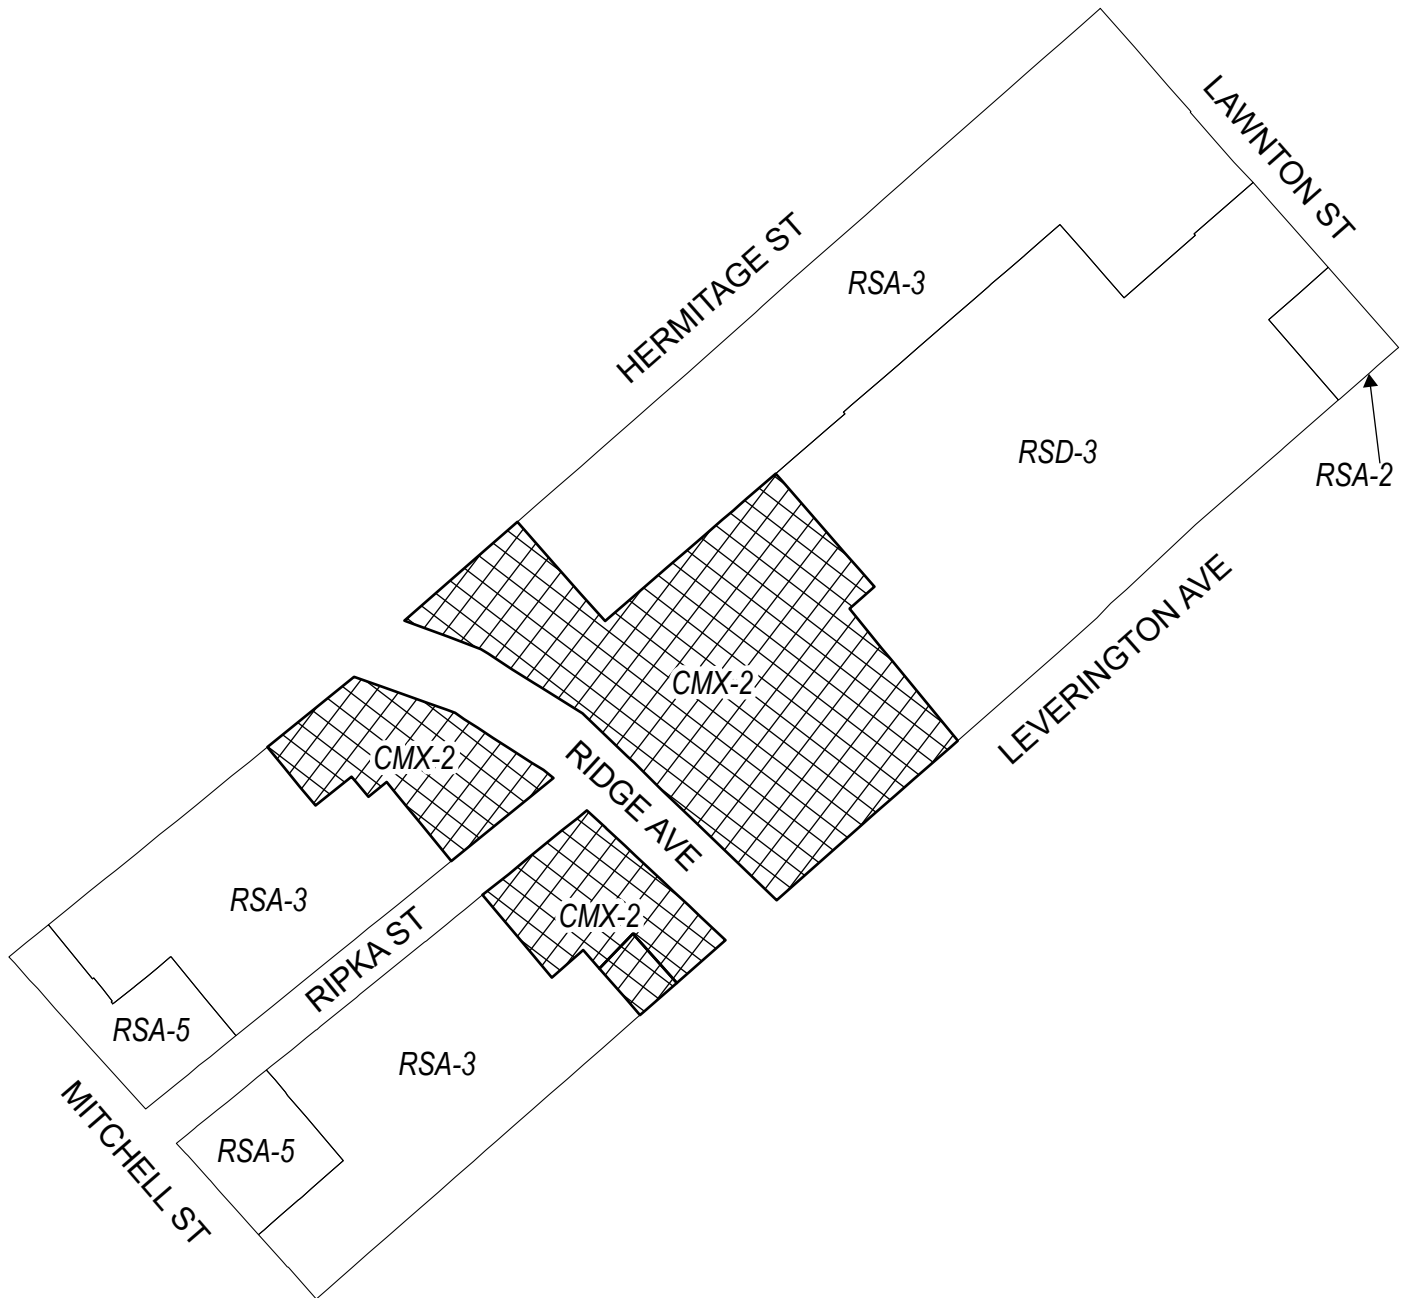 LAWNTON ST
HERMITAGE ST
RSA-3
RSD-3
RSA-2
LEVERINGTON AVE
CMX-2
CMX-2
RIDGE AVE
RSA-3
CMX-2
RIPKA ST
RSA-5
RSA-3
MITCHELL ST
RSA-5